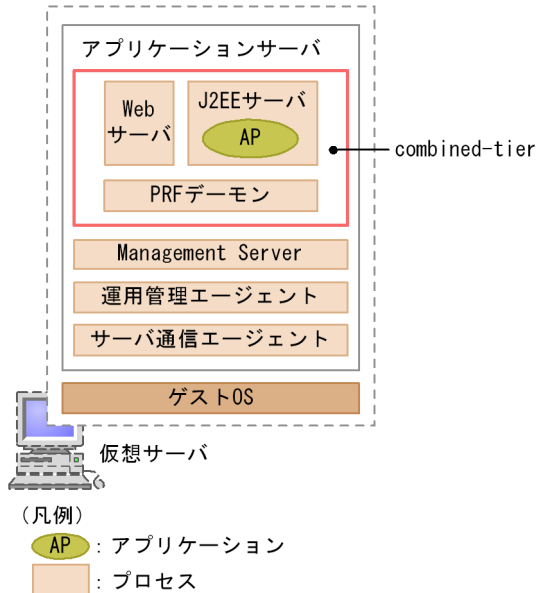 アプリケーションサーバ
Web
サーバ
J2EEサーバ
AP
combined-tier
PRFデーモン
Management Server
運用管理エージェント
サーバ通信エージェント
ゲストOS
仮想サーバ
（凡例）
AP : アプリケーション
: プロセス